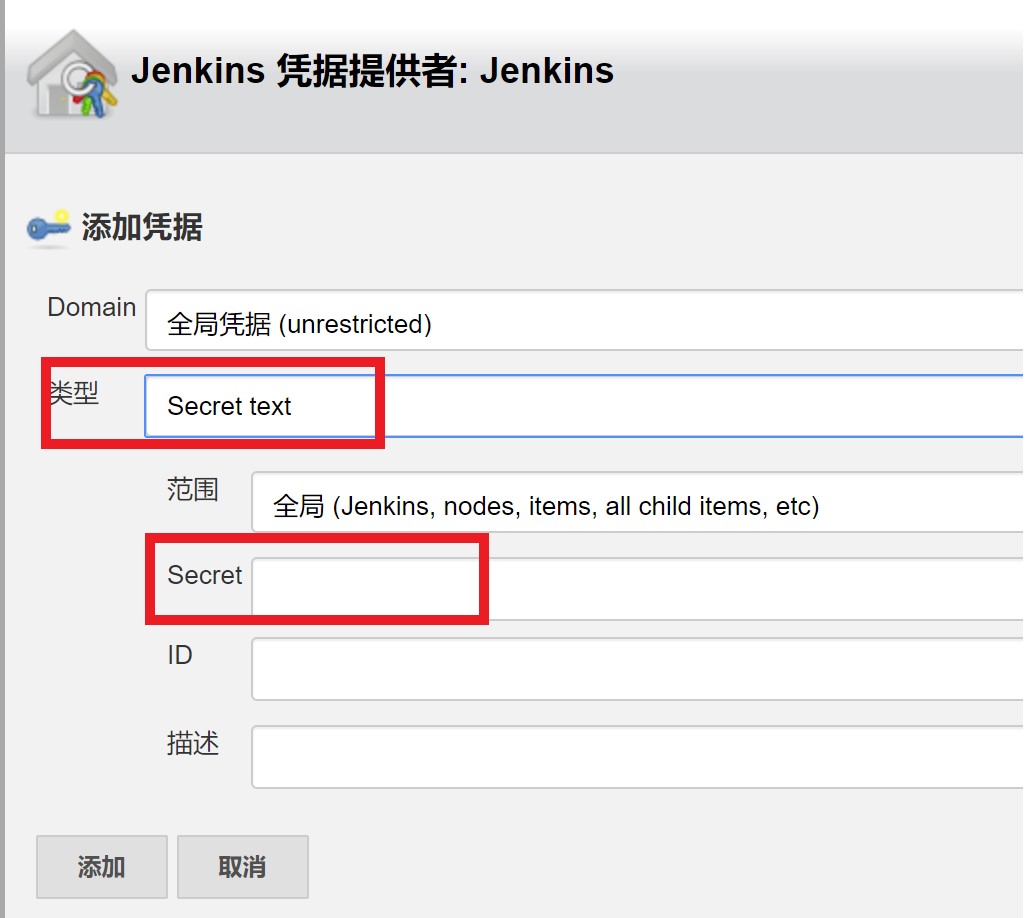 Jenkins 凭据提供者: Jenkins
添加凭据
Domain
全局凭据 (unrestricted)
类型
Secret text
范围
全局 (Jenkins, nodes, items, all child items, etc)
Secret
ID
描述
添加
取消